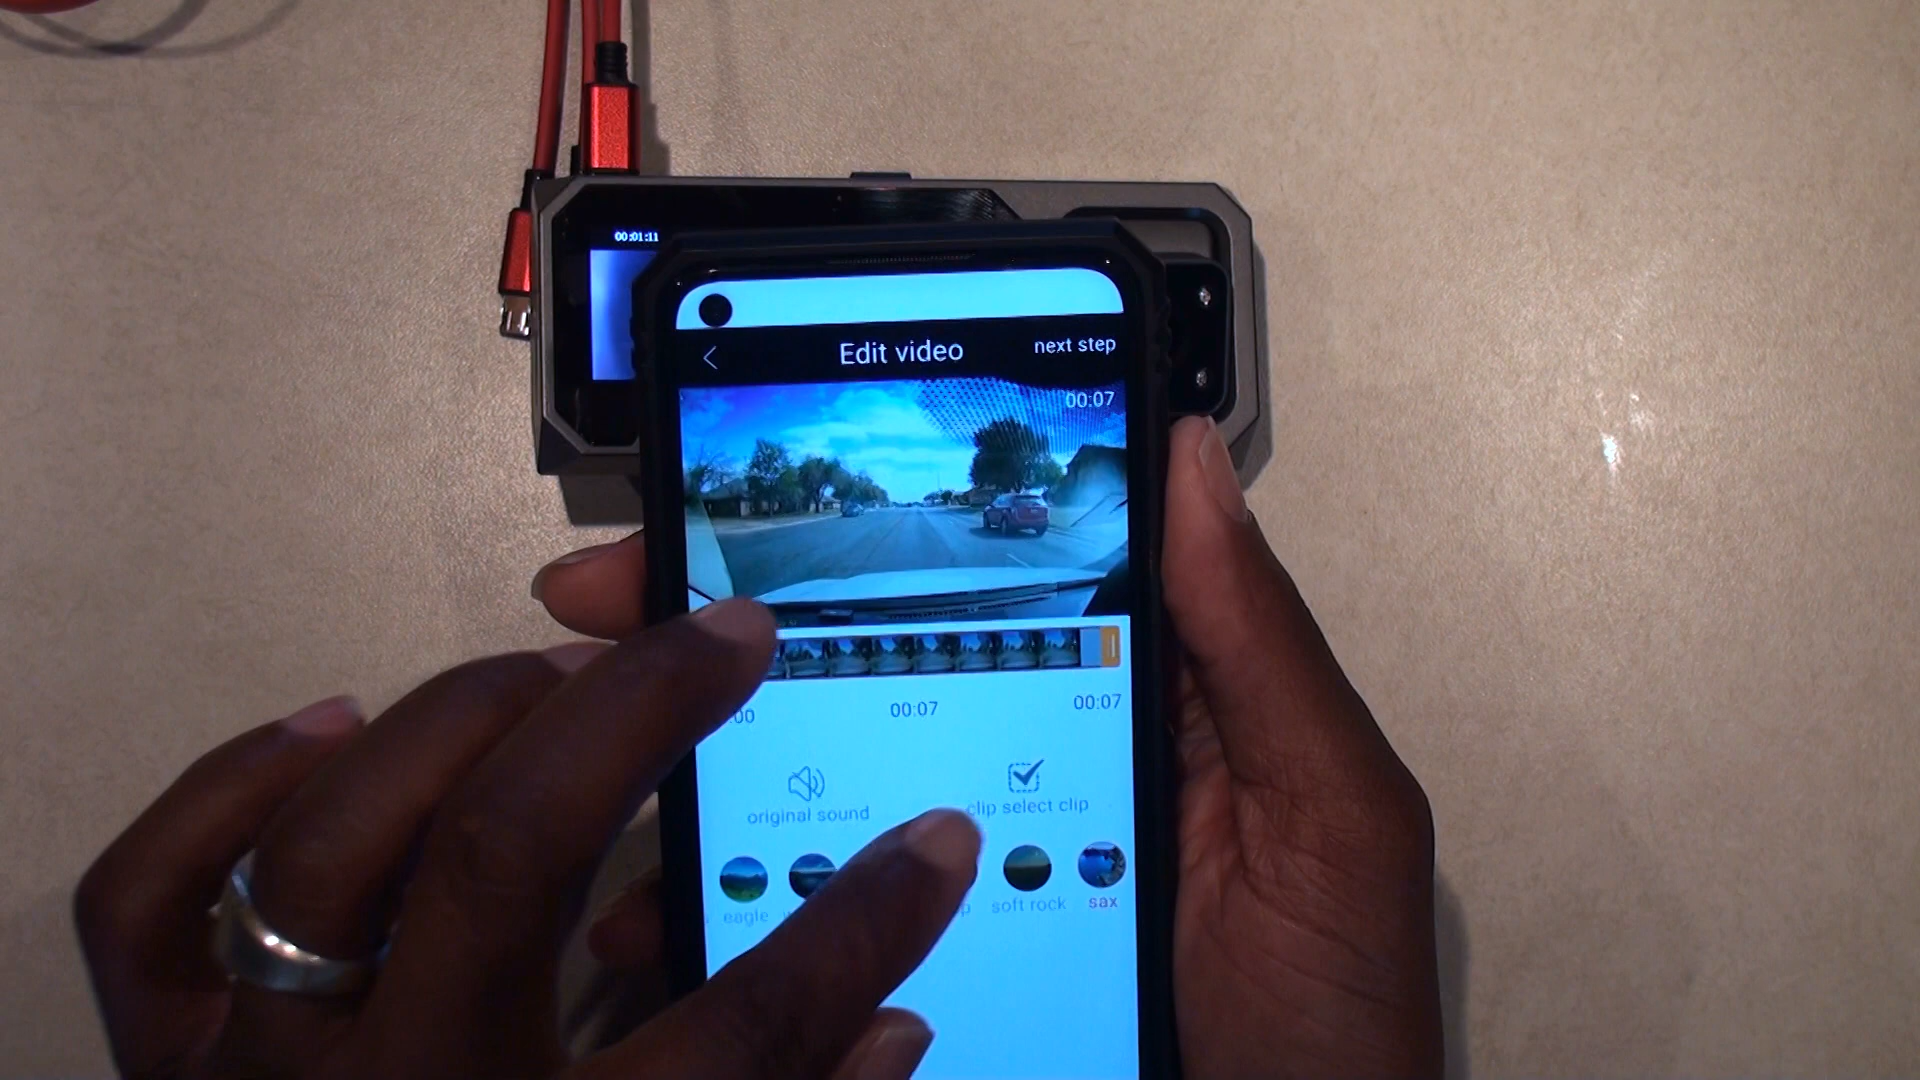 00:01:11
Edit video
next step
00:07
:00
00:07
00:07
original sound
clip select clip
eagle
soft rock
sax